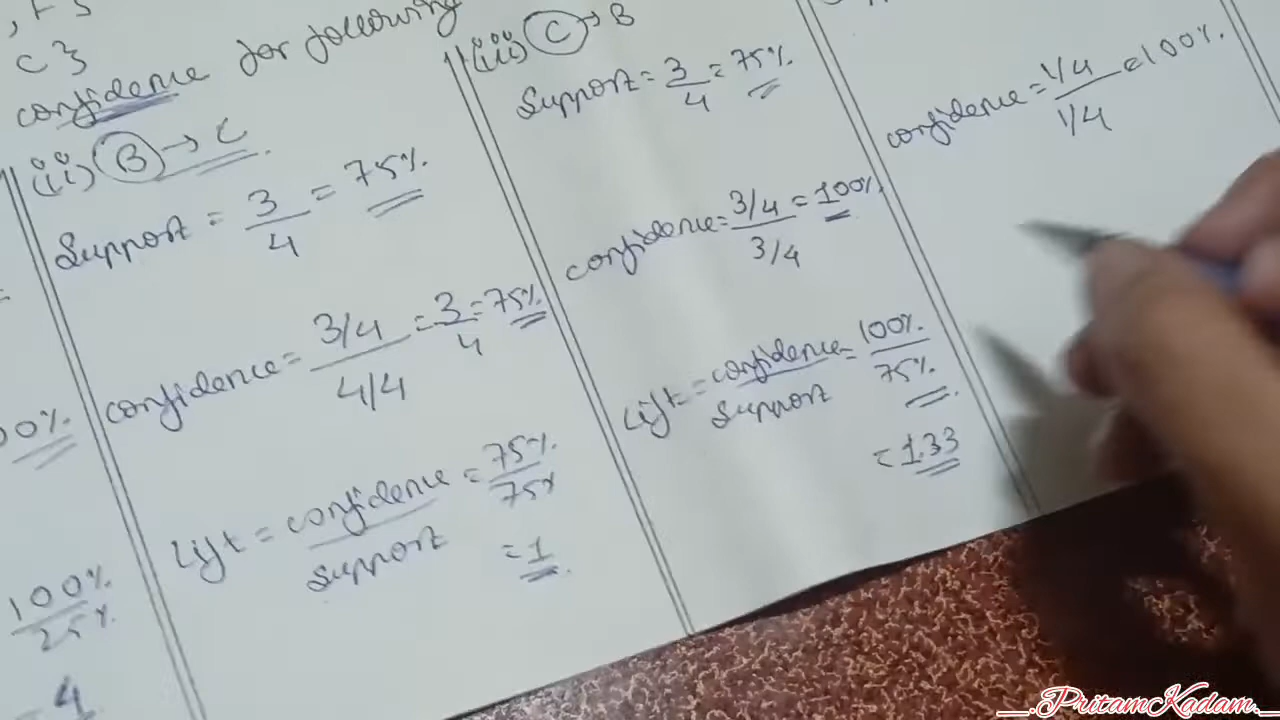 c}
confidence for following
(ii) B → C
Support = 3/4 = 75%
confidence = 3/4 / 4/4 = 3/4 = 75%
Lift = confidence / support = 75% / 75%
= 1
(iii) C → B
Support = 3/4 = 75%
confidence = 3/4 / 3/4 = 100%
Lift = confidence / support = 100% / 75%
= 1.33
confidence = 1/4 / 1/4 = 100%
00%
100% / 25%
= 4
_.PritamKadam._